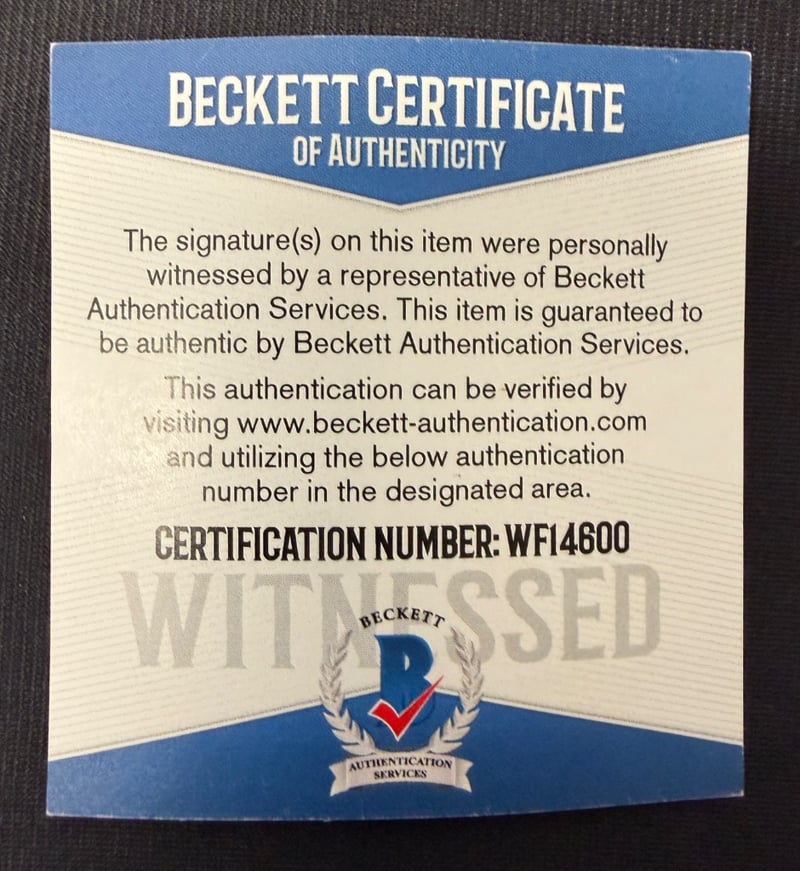 BECKETT CERTIFICATE
OF AUTHENTICITY
The signature(s) on this item were personally
witnessed by a representative of Beckett
Authentication Services. This item is guaranteed to
be authentic by Beckett Authentication Services.
This authentication can be verified by
visiting www.beckett-authentication.com
and utilizing the below authentication
number in the designated area.
CERTIFICATION NUMBER: WF14600
WITNESSED
BECKETT
B
AUTHENTICATION
SERVICES